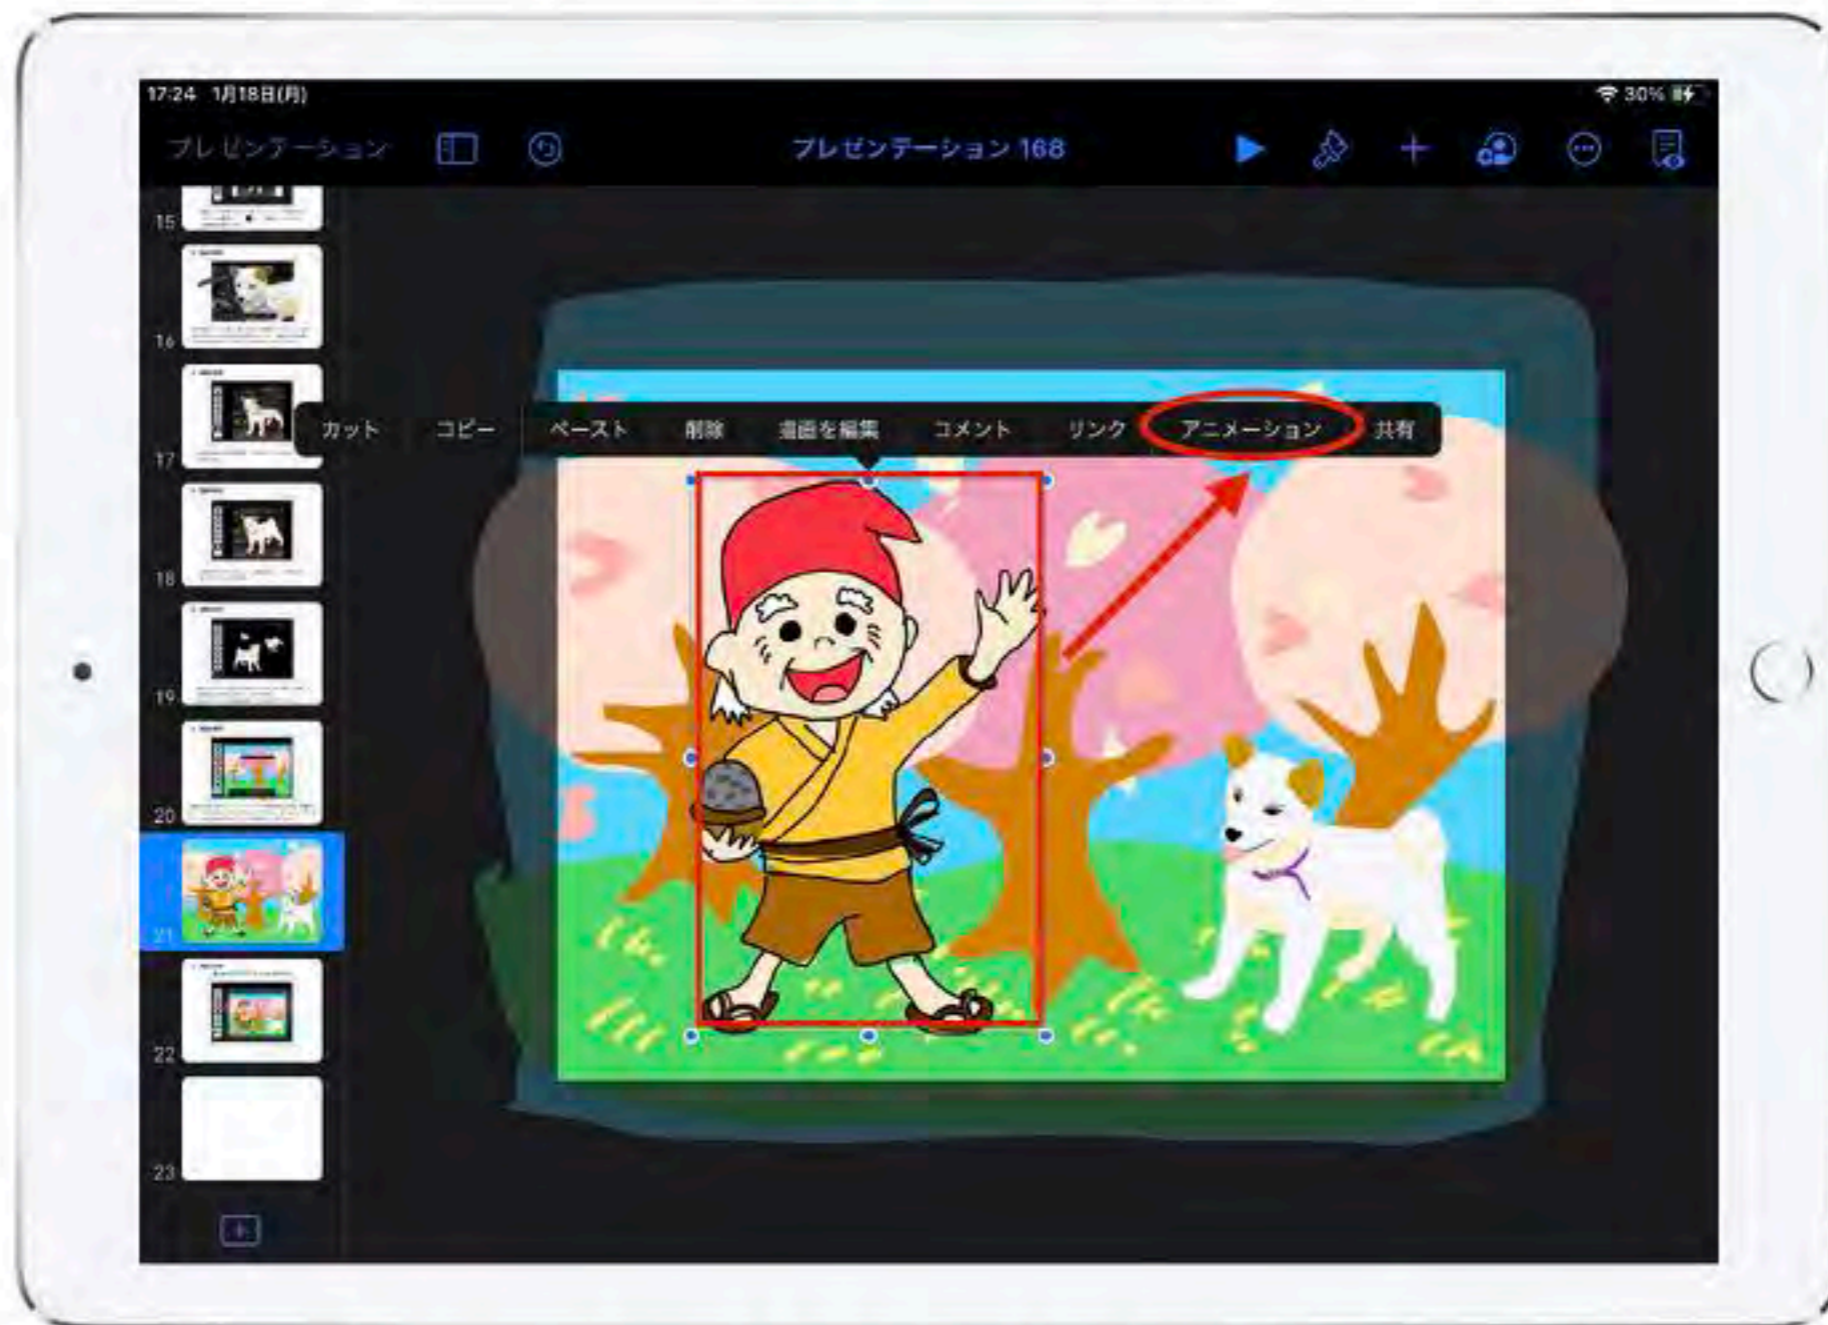 17:24 1月18日(月)
30%
プレゼンテーション
プレゼンテーション 168
15
16
17
18
19
20
21
22
23
カット
コピー
ペースト
削除
描画を編集
コメント
リンク
アニメーション
共有